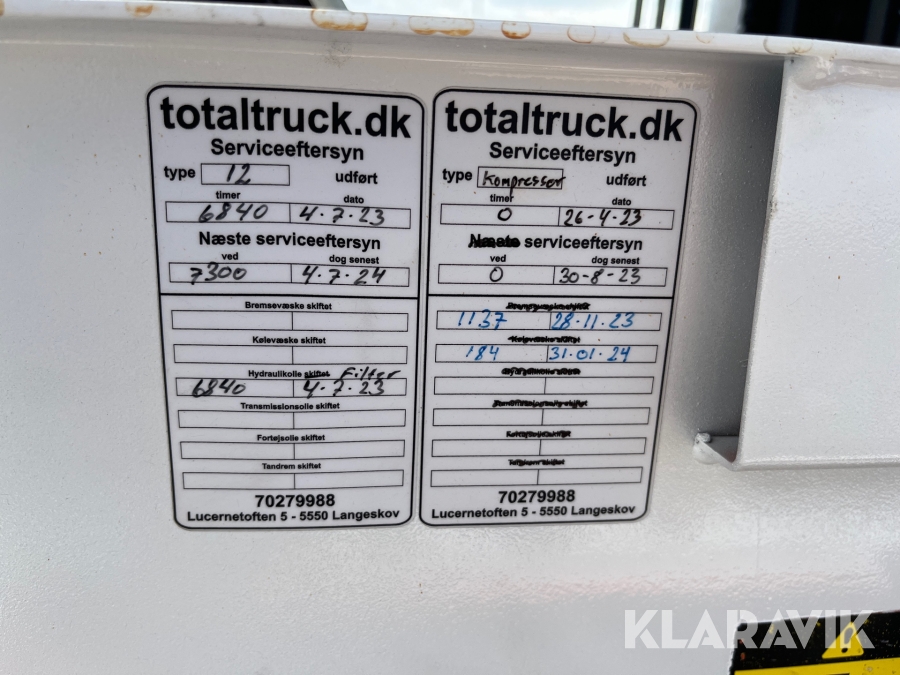 totaltruck.dk
Serviceeftersyn
type 12 udført
timer dato
6840 4.7.23
Næste serviceeftersyn
ved dog senest
7300 4.7.24
Bremsevæske skiftet
Kølevæske skiftet
Hydraulikolie skiftet Filter
6840 4.7.23
Transmissionsolie skiftet
Fortøjsolie skiftet
Tandrem skiftet
70279988
Lucernetoften 5 - 5550 Langeskov
totaltruck.dk
Serviceeftersyn
type Kompressor udført
timer dato
0 26-4-23
Næste serviceeftersyn
ved dog senest
0 30-8-23
1137 28.11.23
184 31.01.24
70279988
Lucernetoften 5 - 5550 Langeskov
KLARAVIK